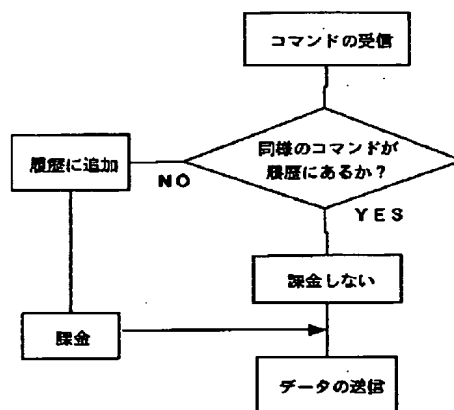 コマンドの受信
同様のコマンドが
履歴にあるか？
履歴に追加
NO
YES
課金しない
課金
データの送信